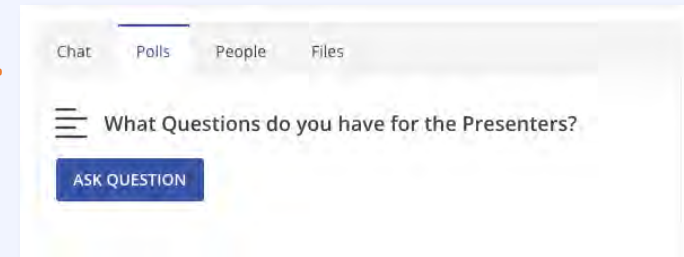 Chat Polls People Files
What Questions do you have for the Presenters?
ASK QUESTION